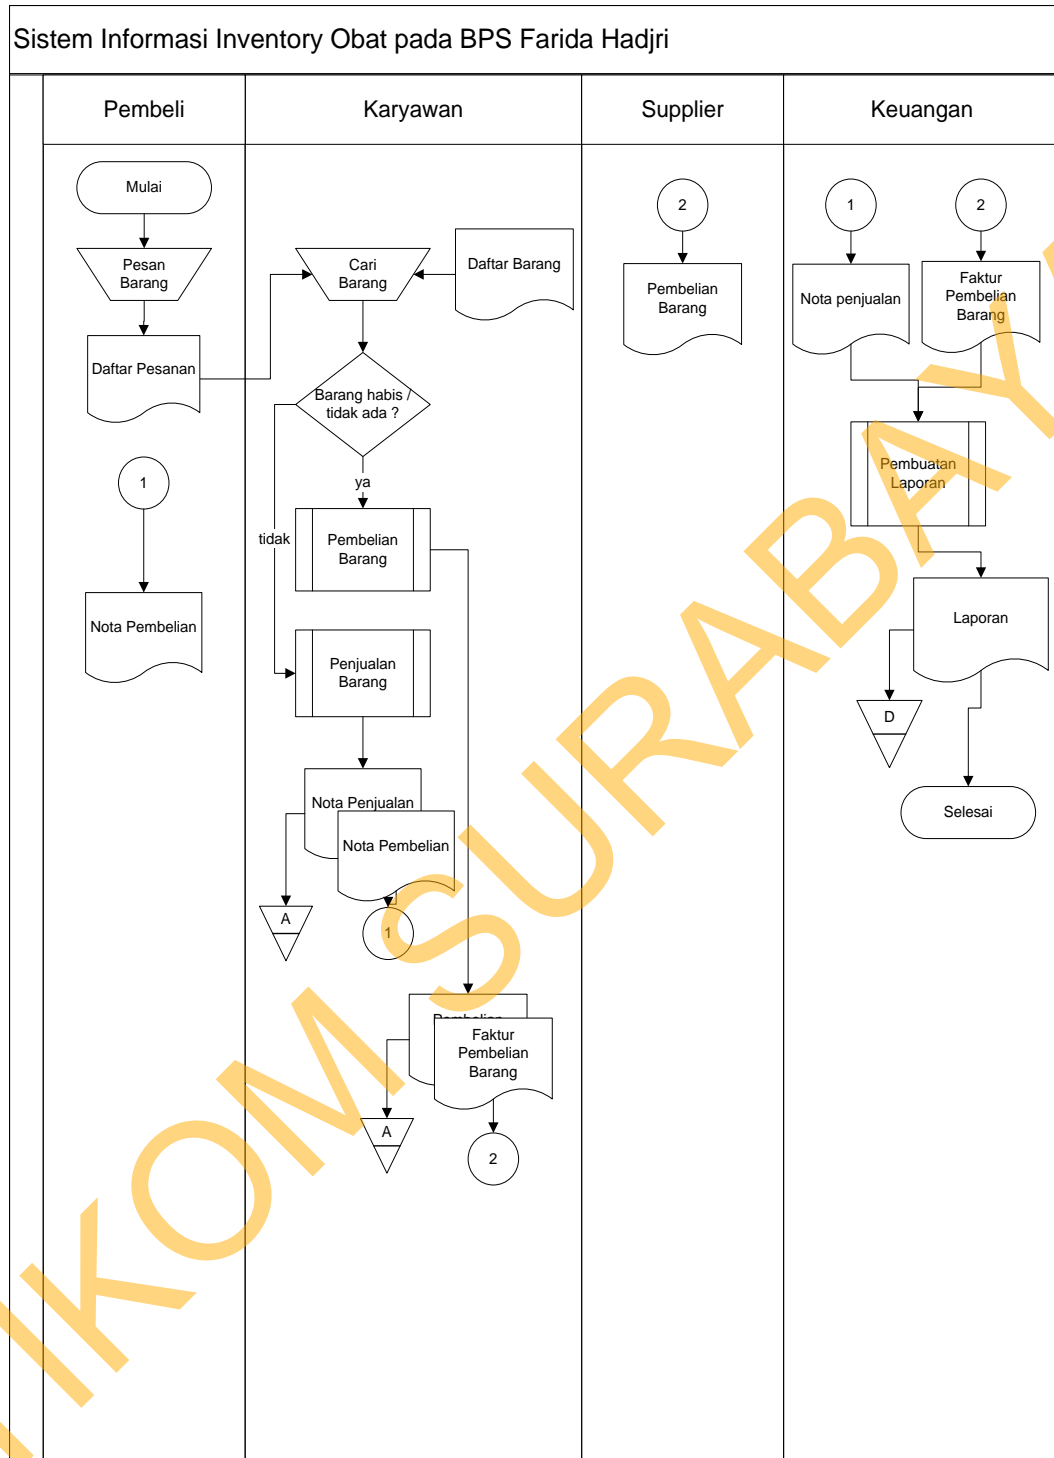 Sistem Informasi Inventory Obat pada BPS Farida Hadjri
Pembeli
Karyawan
Supplier
Keuangan
Mulai
Pesan
Barang
Daftar Pesanan
1
Nota Pembelian
Cari
Barang
Daftar Barang
Barang habis /
tidak ada ?
ya
tidak
Pembelian
Barang
Penjualan
Barang
Nota Penjualan
Nota Pembelian
A
1
Pembelian
Faktur
Pembelian
Barang
A
2
2
Pembelian
Barang
1
2
Nota penjualan
Faktur
Pembelian
Barang
Pembuatan
Laporan
Laporan
D
Selesai
IKOM SURABAY